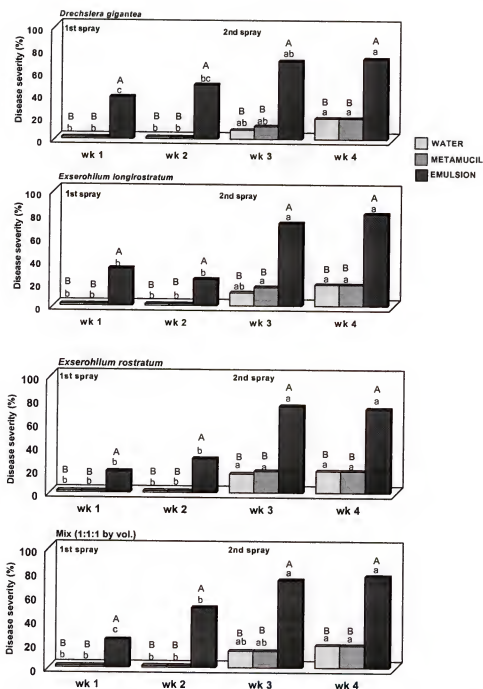 Drechslera gigantea
1st spray 2nd spray
Disease severity (%)
100
80
60
40
20
0
A A A A
c bc ab a
B B B B B B B B
b b b b ab ab a a
wk 1 wk 2 wk 3 wk 4
WATER
METAMUCIL
EMULSION
Exserohilum longirostratum
1st spray 2nd spray
Disease severity (%)
100
80
60
40
20
0
A A A A
b b a a
B B B B B B B B
b b b b ab a a a
wk 1 wk 2 wk 3 wk 4
Exserohilum rostratum
1st spray 2nd spray
Disease severity (%)
100
80
60
40
20
0
A A A A
b b a a
B B B B B B B B
b b b b a a a a
wk 1 wk 2 wk 3 wk 4
Mix (1:1:1 by vol.)
1st spray 2nd spray
Disease severity (%)
100
80
60
40
20
0
A A A A
c b a a
B B B B B B B B
b b b b ab ab a a
wk 1 wk 2 wk 3 wk 4